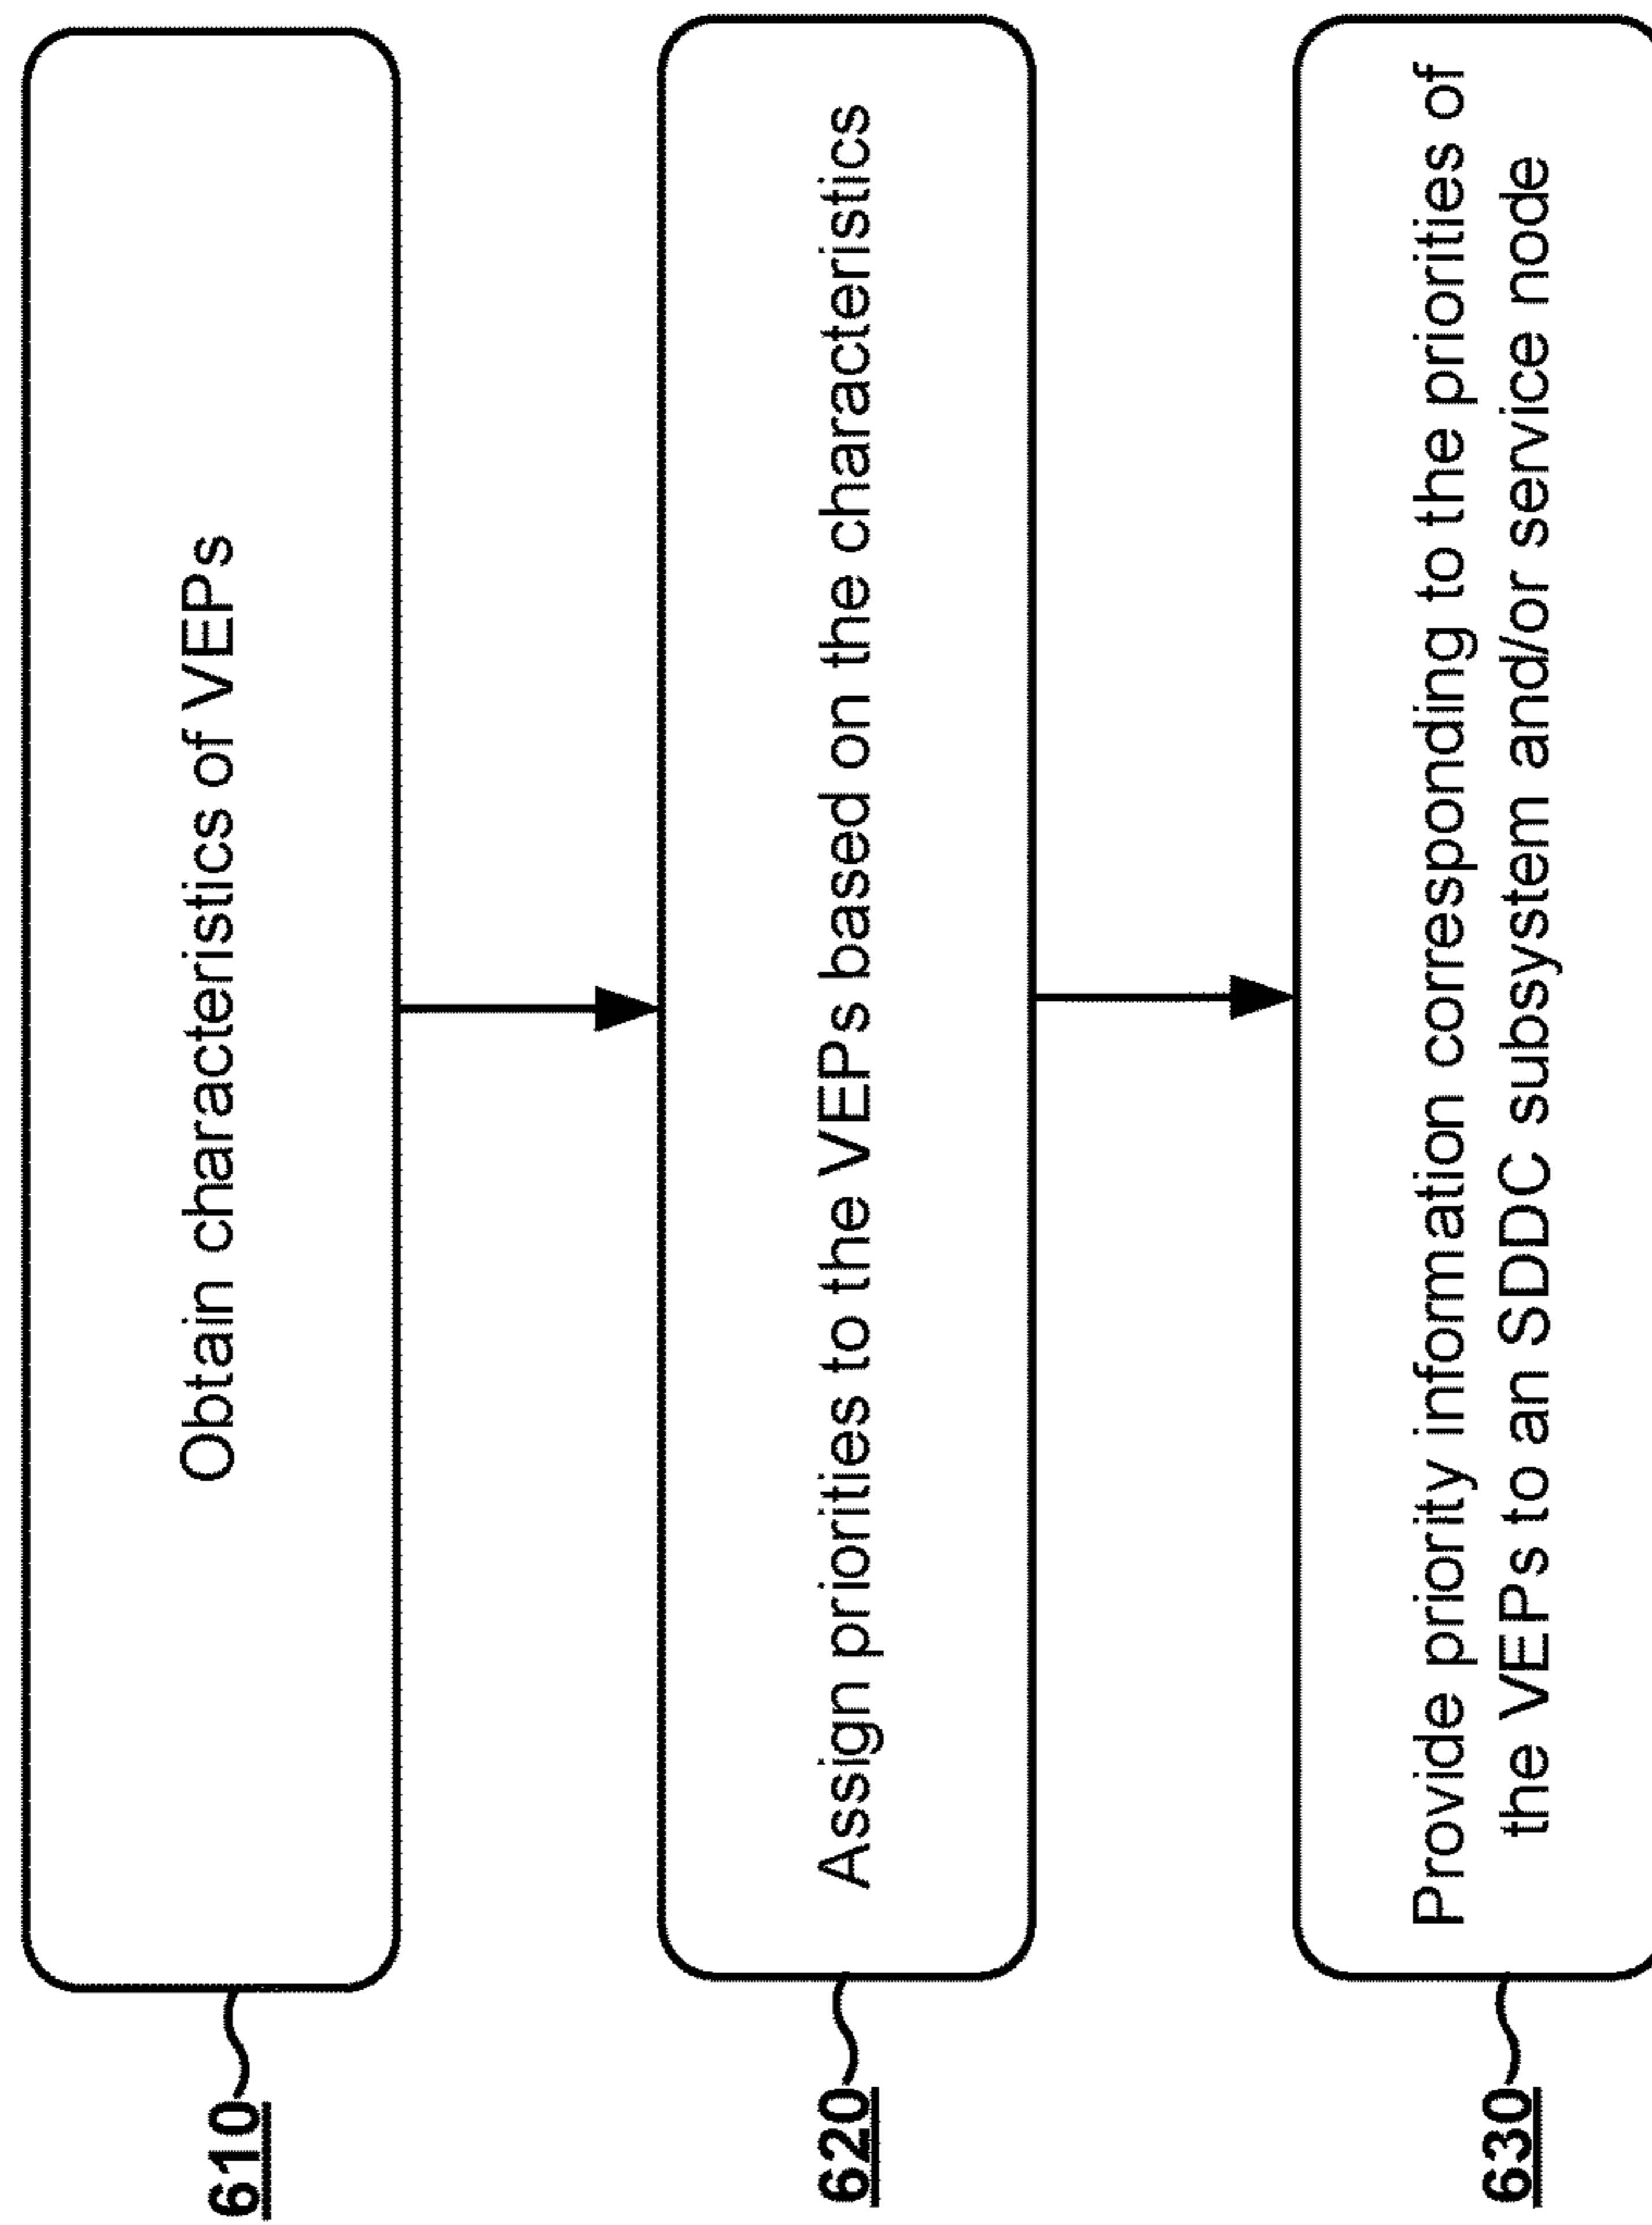 610
Obtain characteristics of VEPs
620
Assign priorities to the VEPs based on the characteristics
630
Provide priority information corresponding to the priorities of
the VEPs to an SDDC subsystem and/or service node